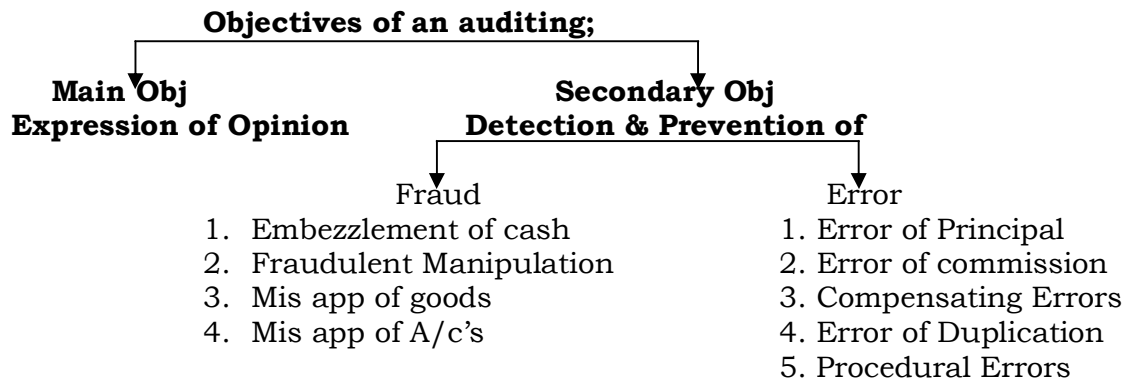 Objectives of an auditing;
Main Obj
Expression of Opinion
Secondary Obj
Detection & Prevention of
Fraud
1. Embezzlement of cash
2. Fraudulent Manipulation
3. Mis app of goods
4. Mis app of A/c’s
Error
1. Error of Principal
2. Error of commission
3. Compensating Errors
4. Error of Duplication
5. Procedural Errors